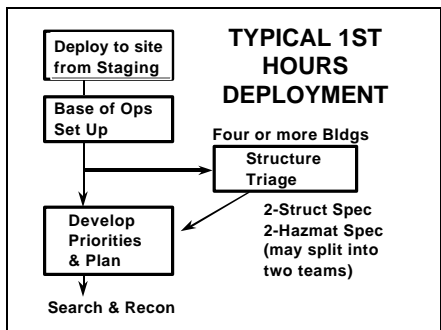 TYPICAL 1ST
HOURS
DEPLOYMENT
Deploy to site
from Staging
Base of Ops
Set Up
Four or more Bldgs
Structure
Triage
2-Struct Spec
2-Hazmat Spec
(may split into
two teams)
Develop
Priorities
& Plan
Search & Recon